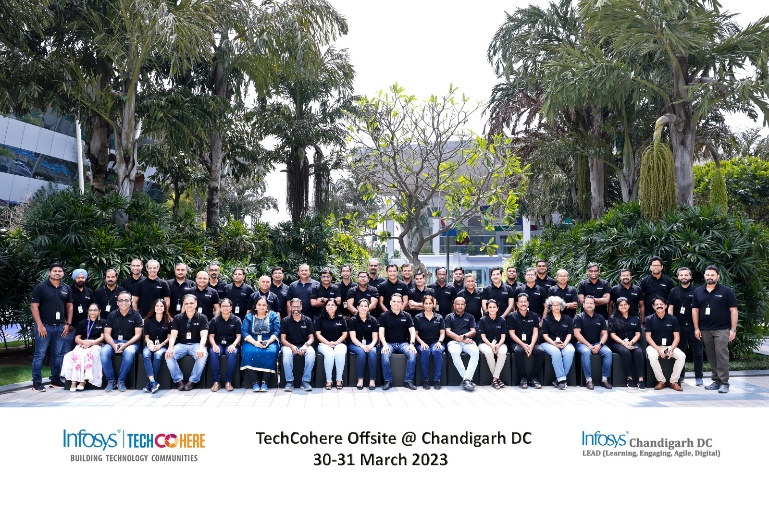 Infosys | TECHCOHERE
BUILDING TECHNOLOGY COMMUNITIES
TechCohere Offsite @ Chandigarh DC
30-31 March 2023
Infosys Chandigarh DC
LEAD (Learning, Engaging, Agile, Digital)